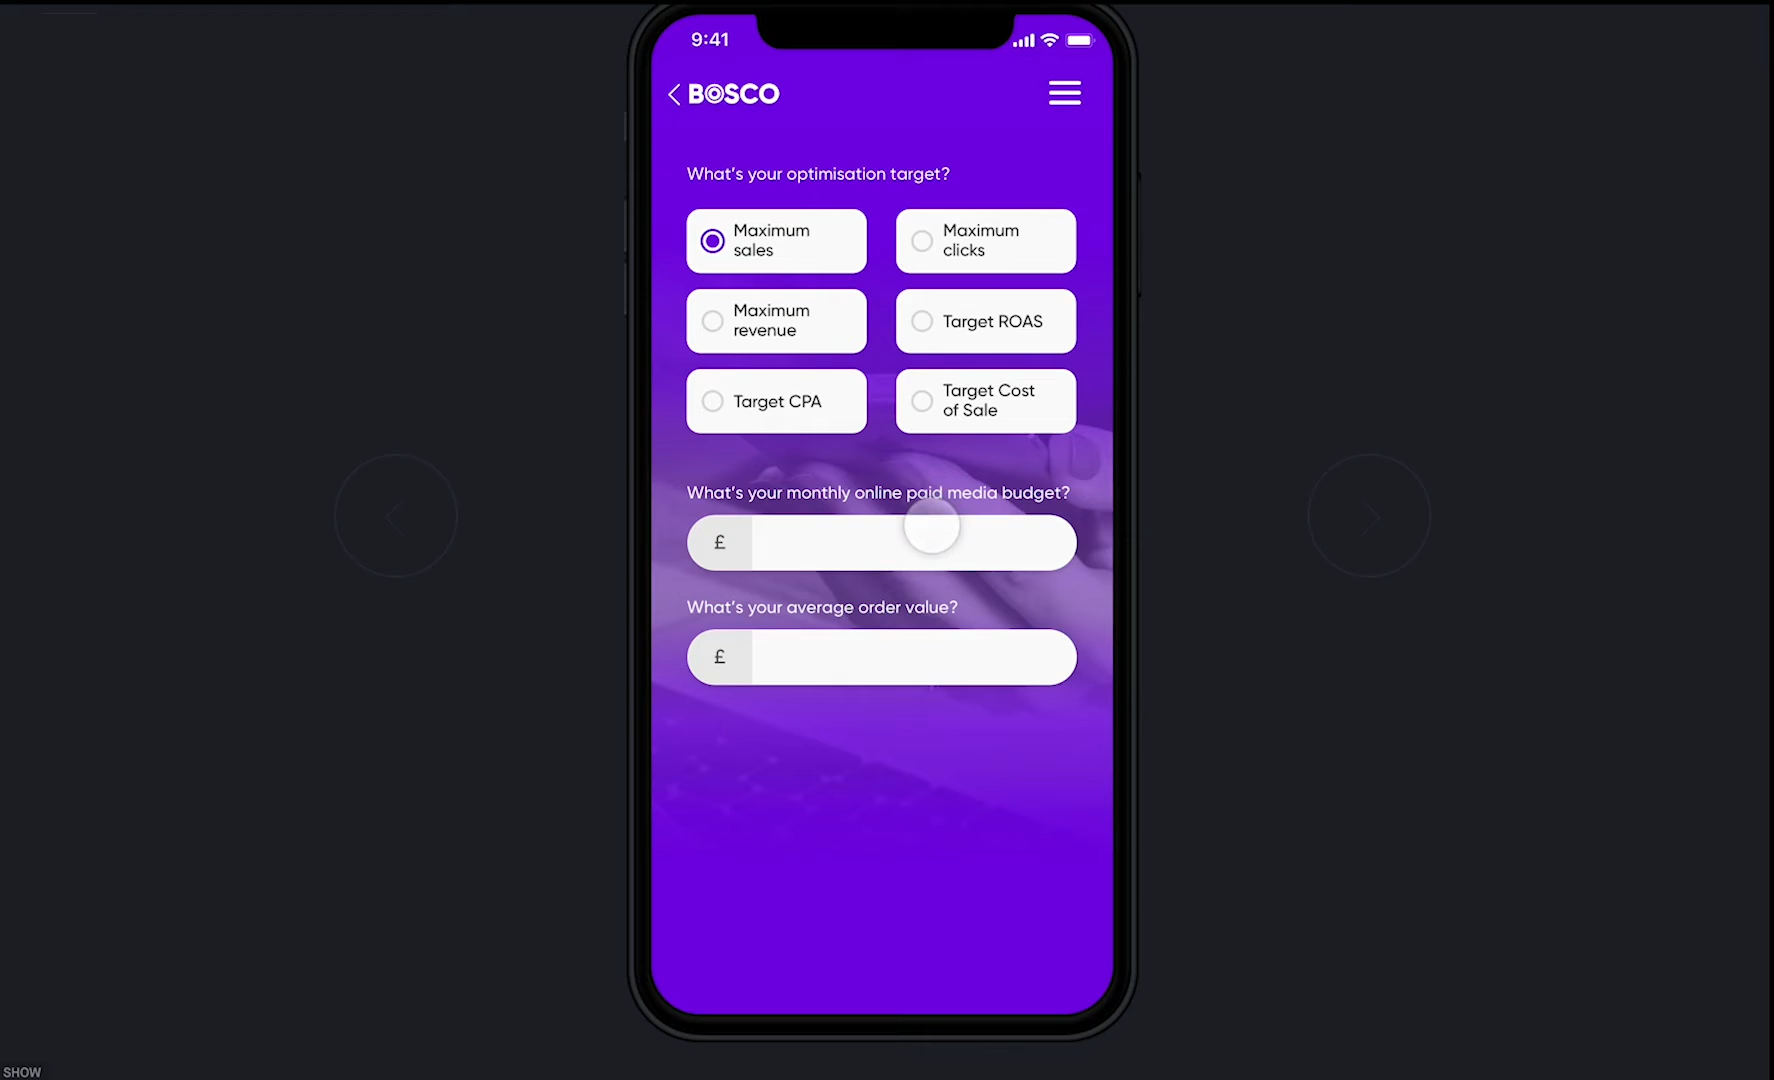 9:41
BOSCO
What's your optimisation target?
Maximum
sales
Maximum
clicks
Maximum
revenue
Target ROAS
Target CPA
Target Cost
of Sale
What's your monthly online paid media budget?
£
What's your average order value?
£
SHOW